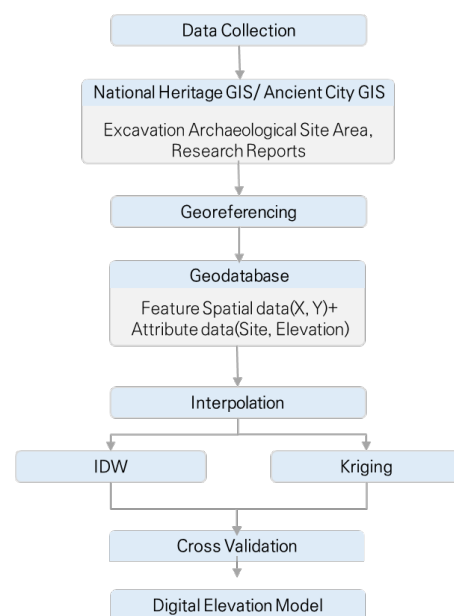 Data Collection
National Heritage GIS/ Ancient City GIS
Excavation Archaeological Site Area,
Research Reports
Georeferencing
Geodatabase
Feature Spatial data(X, Y)+
Attribute data(Site, Elevation)
Interpolation
IDW
Kriging
Cross Validation
Digital Elevation Model